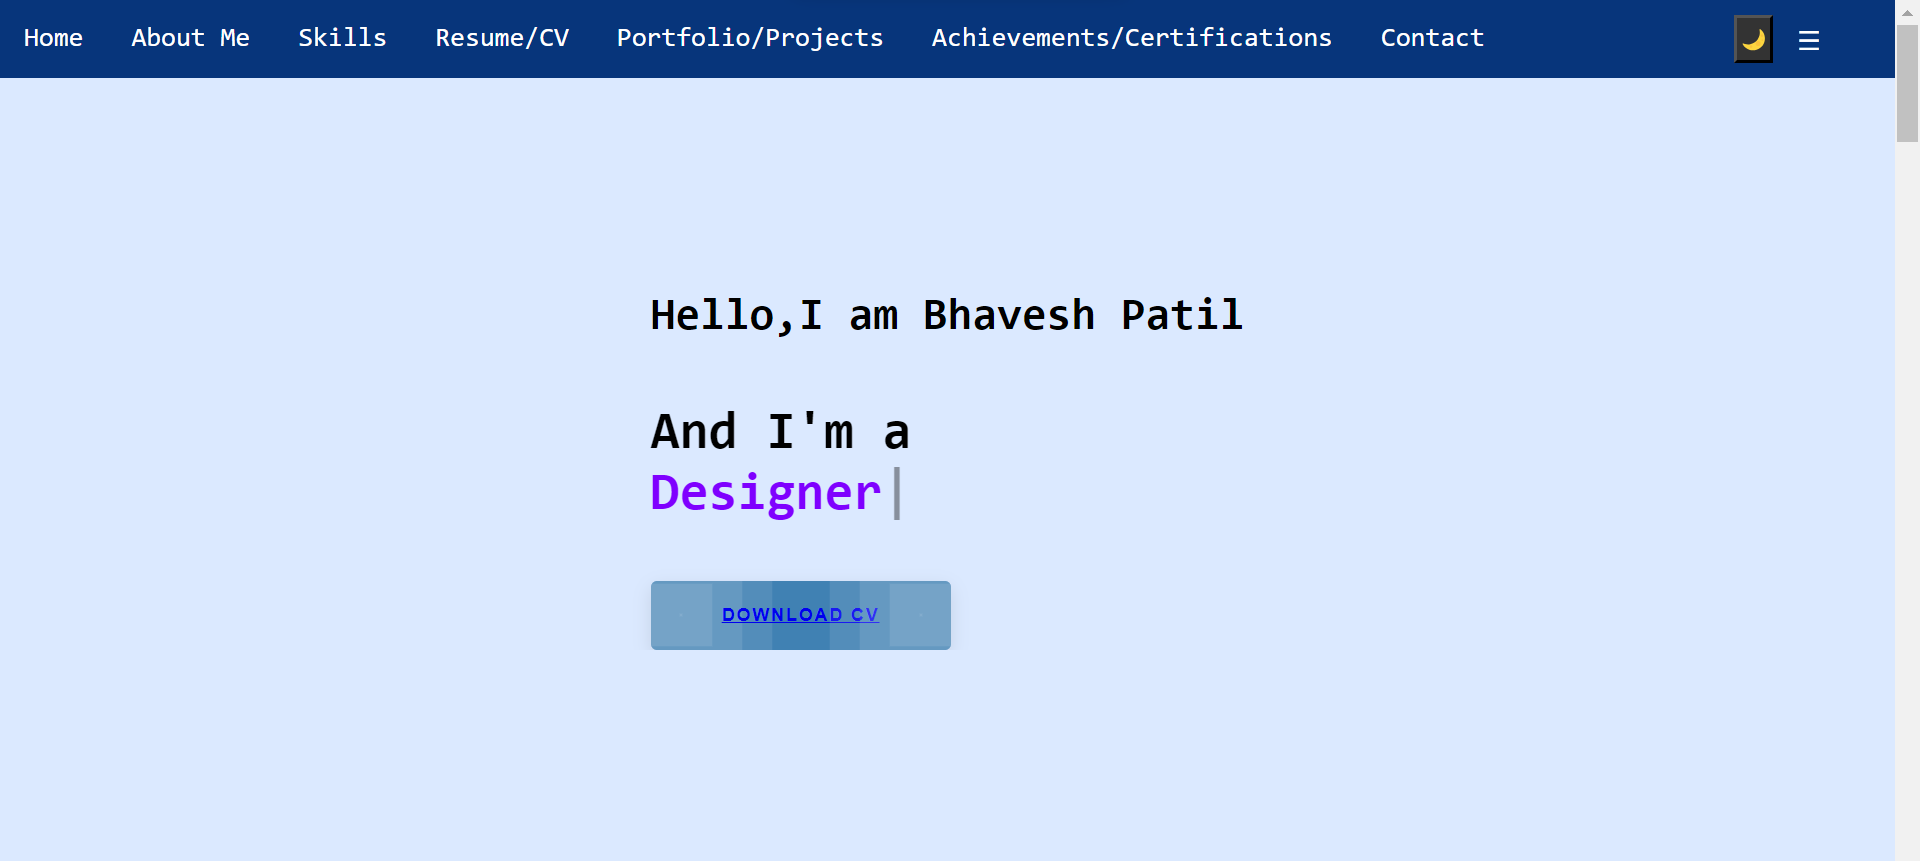 Home About Me Skills Resume/CV Portfolio/Projects Achievements/Certifications Contact
Hello,I am Bhavesh Patil
And I'm a
Designer
DOWNLOAD CV